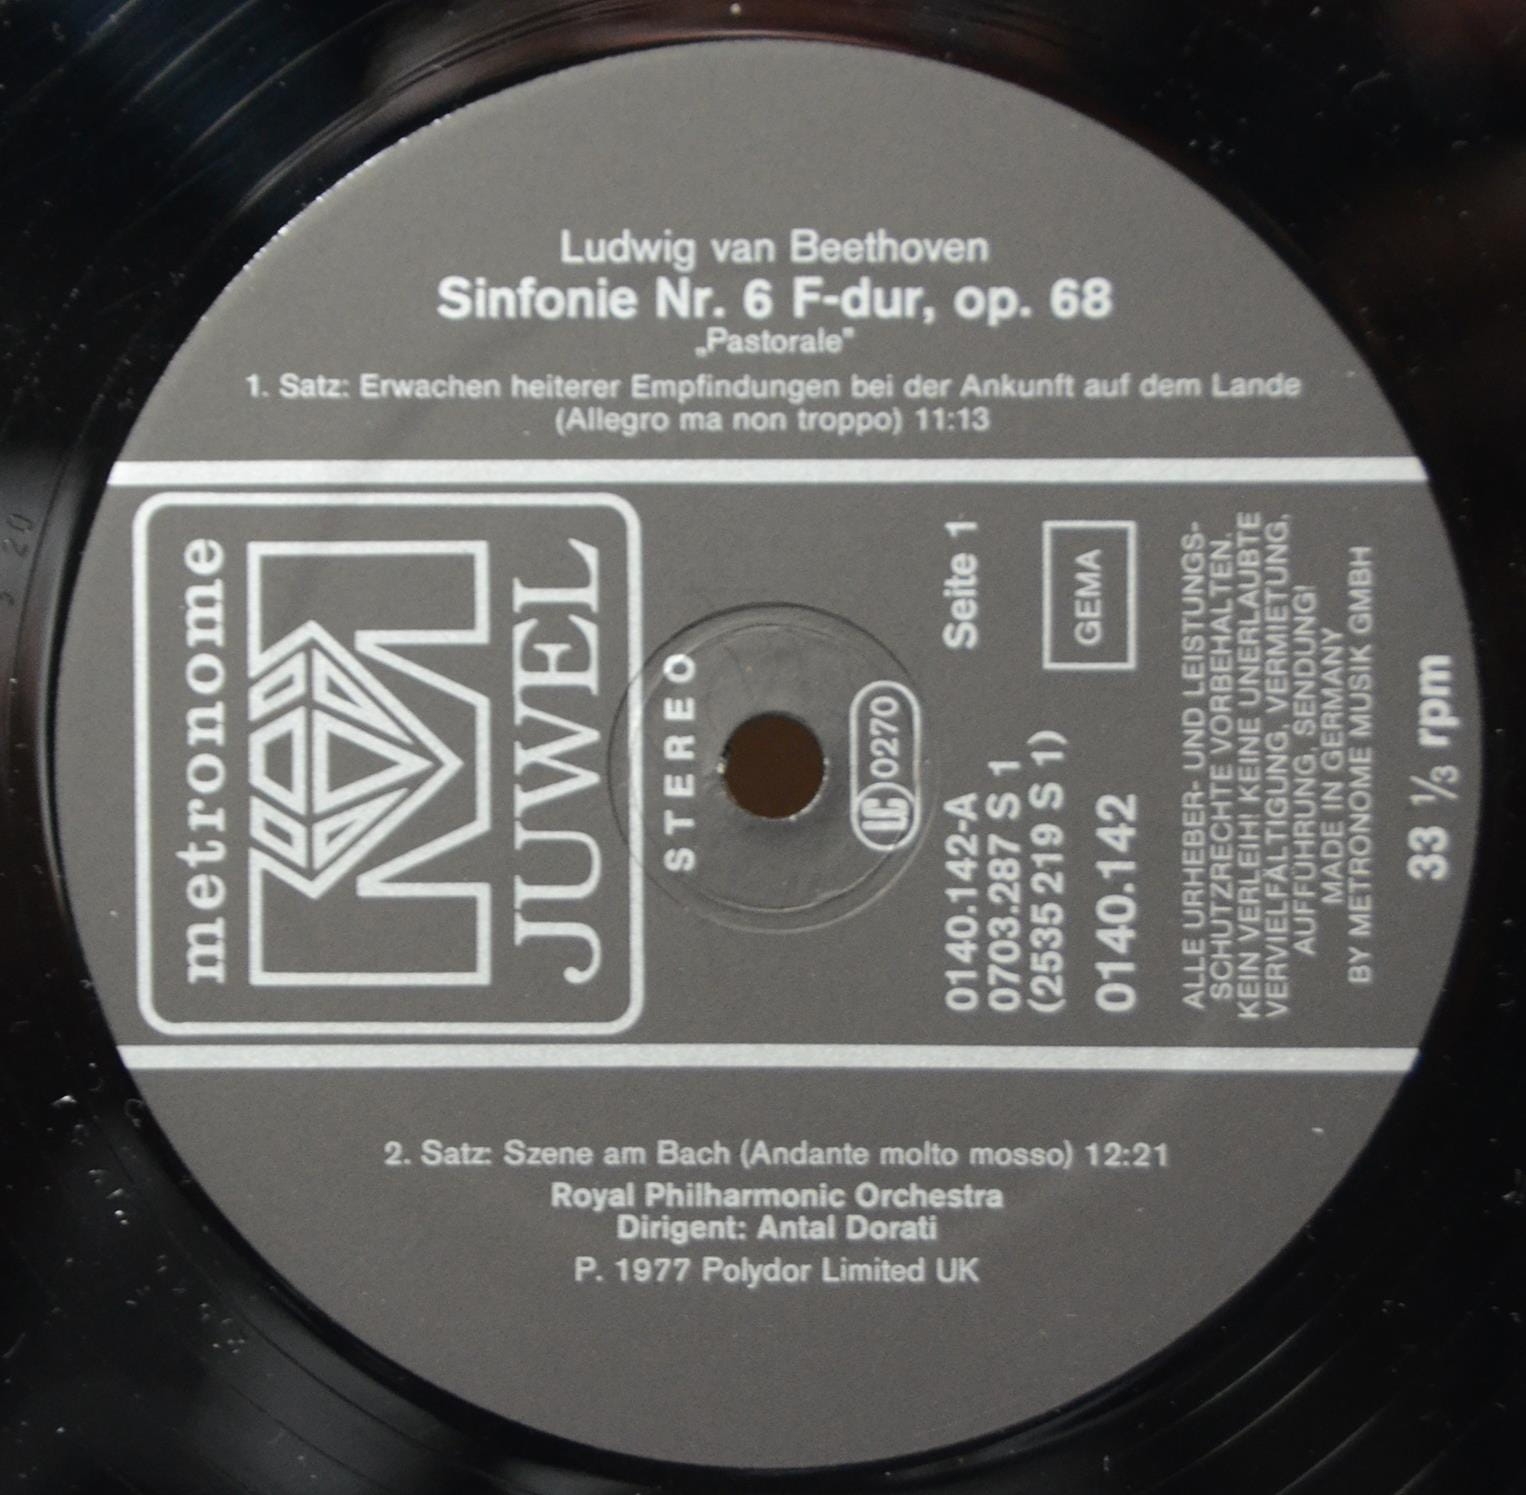 Ludwig van Beethoven
Sinfonie Nr. 6 F-dur, op. 68
„Pastorale"
1. Satz: Erwachen heiterer Empfindungen bei der Ankunft auf dem Lande
(Allegro ma non troppo) 11:13
metronome
JUWEL
STEREO
LC 0270
Seite 1
0140.142-A
0703.287 S 1
(2535 219 S 1)
0140.142
GEMA
ALLE URHEBER- UND LEISTUNGS-
SCHUTZRECHTE VORBEHALTEN.
KEIN VERLEIH! KEINE UNERLAUBTE
VERVIELFÄLTIGUNG, VERMIETUNG,
AUFFÜHRUNG, SENDUNG!
MADE IN GERMANY
BY METRONOME MUSIK GMBH
33 ⅓ rpm
2. Satz: Szene am Bach (Andante molto mosso) 12:21
Royal Philharmonic Orchestra
Dirigent: Antal Dorati
P. 1977 Polydor Limited UK